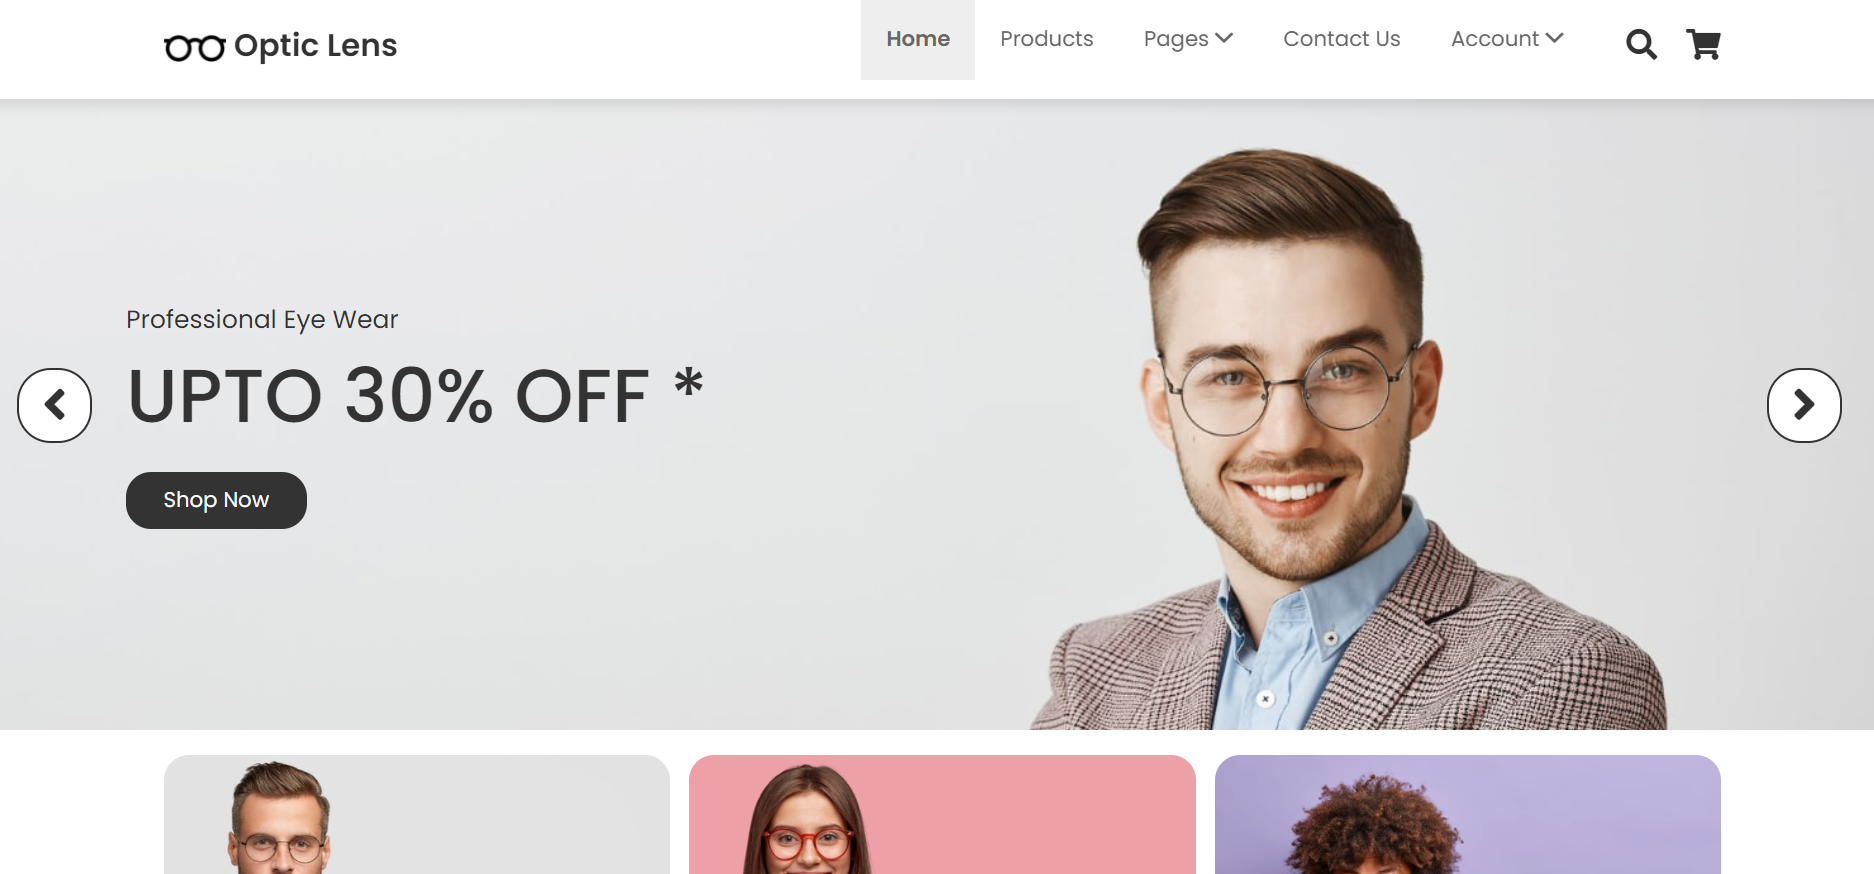 Optic Lens
Home Products Pages Contact Us Account
Professional Eye Wear
UPTO 30% OFF *
Shop Now